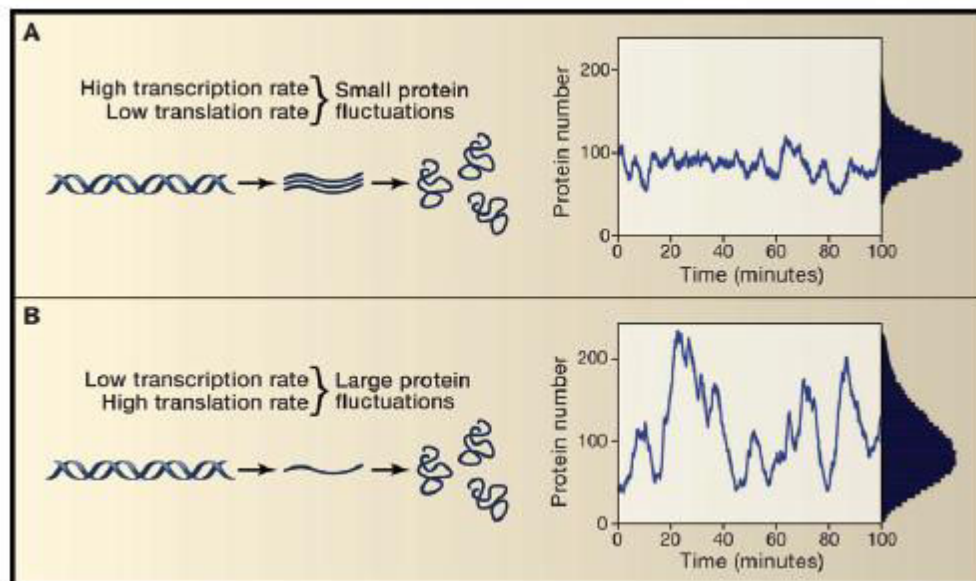 A
High transcription rate
Low translation rate
} Small protein
fluctuations
Protein number
200
100
0
0 20 40 60 80 100
Time (minutes)
B
Low transcription rate
High translation rate
} Large protein
fluctuations
Protein number
200
100
0
0 20 40 60 80 100
Time (minutes)